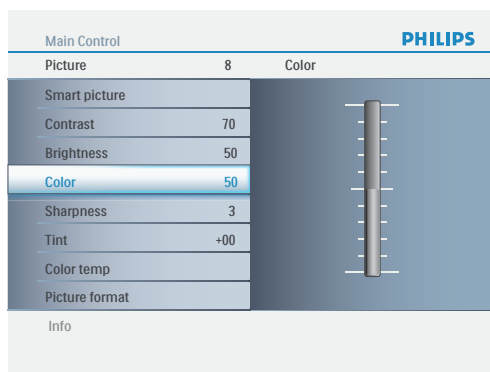 Main Control PHILIPS
Picture 8 Color
Smart picture
Contrast 70
Brightness 50
Color 50
Sharpness 3
Tint +00
Color temp
Picture format
Info